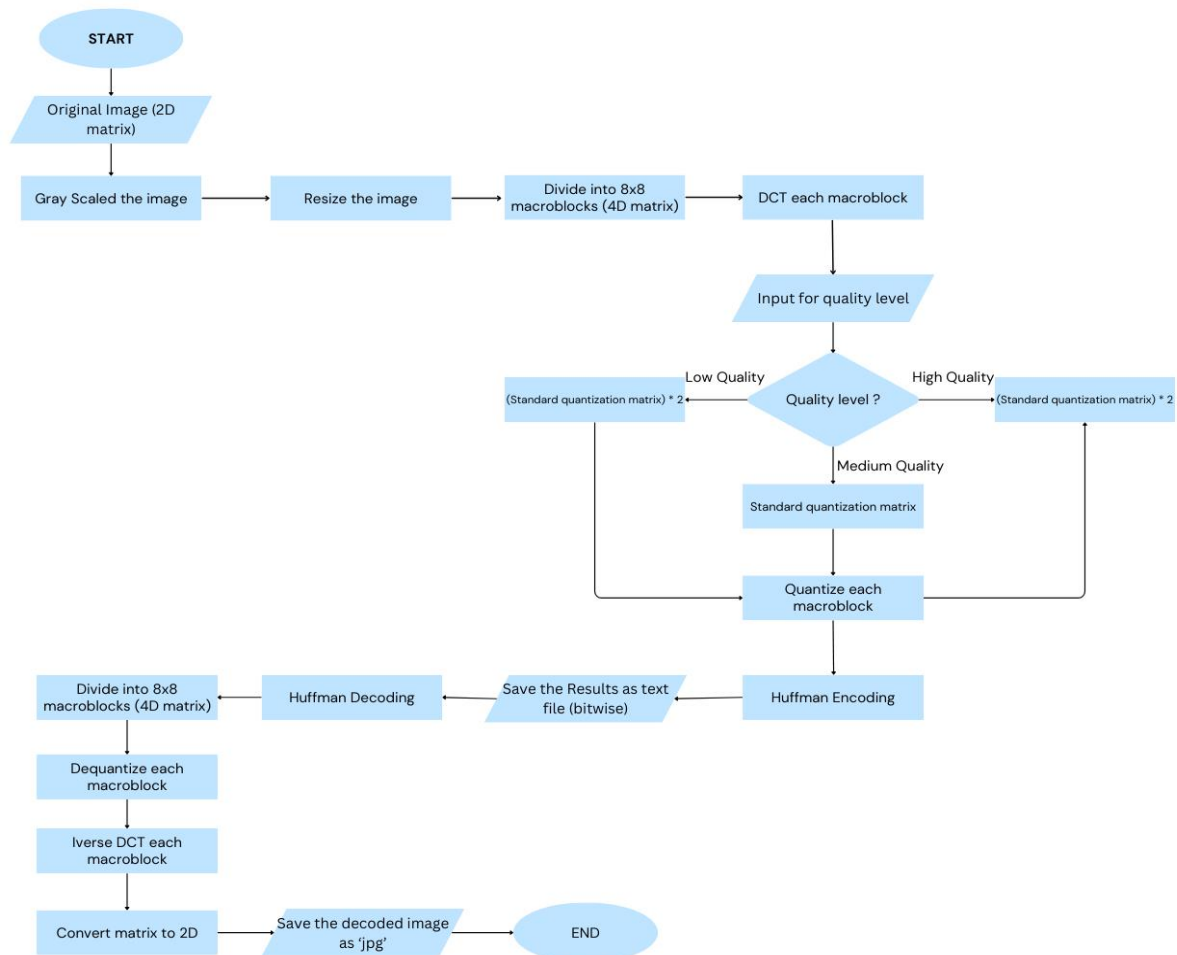 START
Original Image (2D
matrix)
Gray Scaled the image
Resize the image
Divide into 8x8
macroblocks (4D matrix)
DCT each macroblock
Input for quality level
Quality level ?
Low Quality
(Standard quantization matrix) * 2
High Quality
(Standard quantization matrix) * 2
Medium Quality
Standard quantization matrix
Quantize each
macroblock
Huffman Encoding
Save the Results as text
file (bitwise)
Huffman Decoding
Divide into 8x8
macroblocks (4D matrix)
Dequantize each
macroblock
Iverse DCT each
macroblock
Convert matrix to 2D
Save the decoded image
as ‘jpg’
END